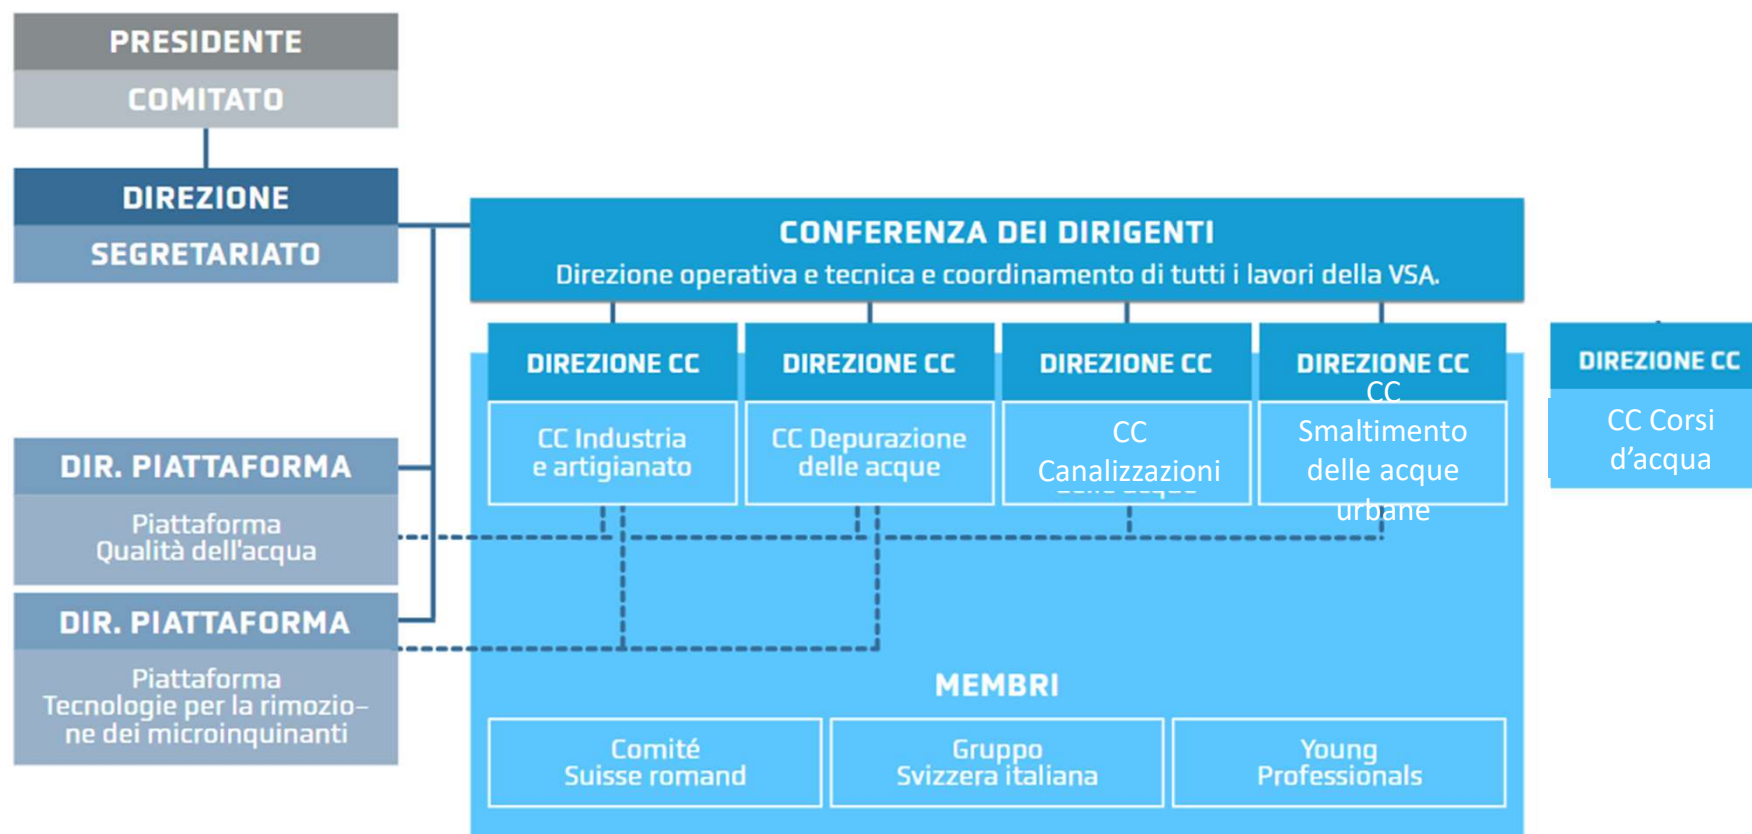 PRESIDENTE
COMITATO
DIREZIONE
SEGRETARIATO
CONFERENZA DEI DIRIGENTI
Direzione operativa e tecnica e coordinamento di tutti i lavori della VSA.
DIREZIONE CC
CC Industria
e artigianato
DIREZIONE CC
CC Depurazione
delle acque
DIREZIONE CC
CC
Canalizzazioni
DIREZIONE CC
CC
Smaltimento
delle acque
urbane
DIREZIONE CC
CC Corsi
d’acqua
DIR. PIATTAFORMA
Piattaforma
Qualità dell'acqua
DIR. PIATTAFORMA
Piattaforma
Tecnologie per la rimozio–
ne dei microinquinanti
MEMBRI
Comité
Suisse romand
Gruppo
Svizzera italiana
Young
Professionals